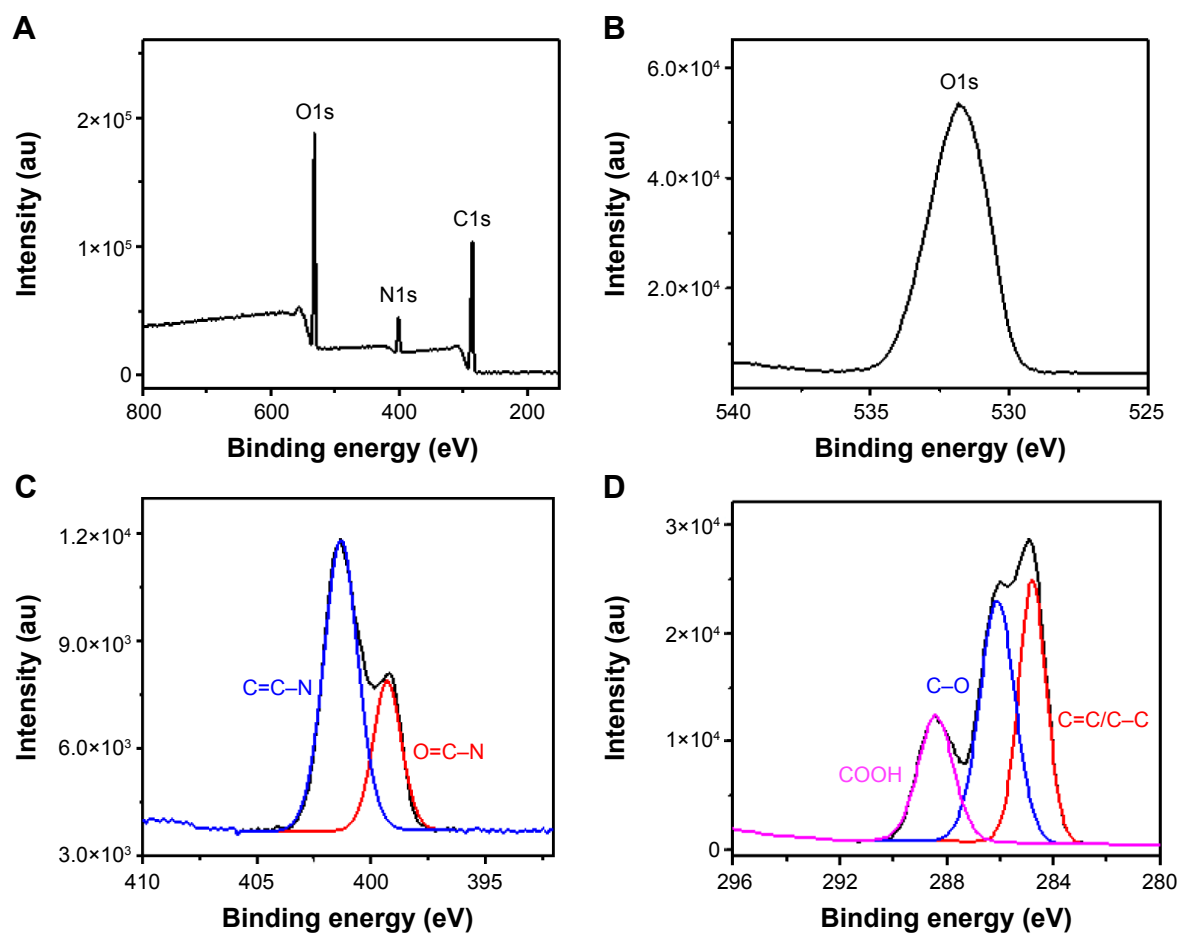 A
Intensity (au)
2×10⁵
1×10⁵
0
O1s
N1s
C1s
800
600
400
200
Binding energy (eV)
B
Intensity (au)
6.0×10⁴
4.0×10⁴
2.0×10⁴
O1s
540
535
530
525
Binding energy (eV)
C
Intensity (au)
1.2×10⁴
9.0×10³
6.0×10³
3.0×10³
C=C–N
O=C–N
410
405
400
395
Binding energy (eV)
D
Intensity (au)
3×10⁴
2×10⁴
1×10⁴
0
COOH
C–O
C=C/C–C
296
292
288
284
280
Binding energy (eV)